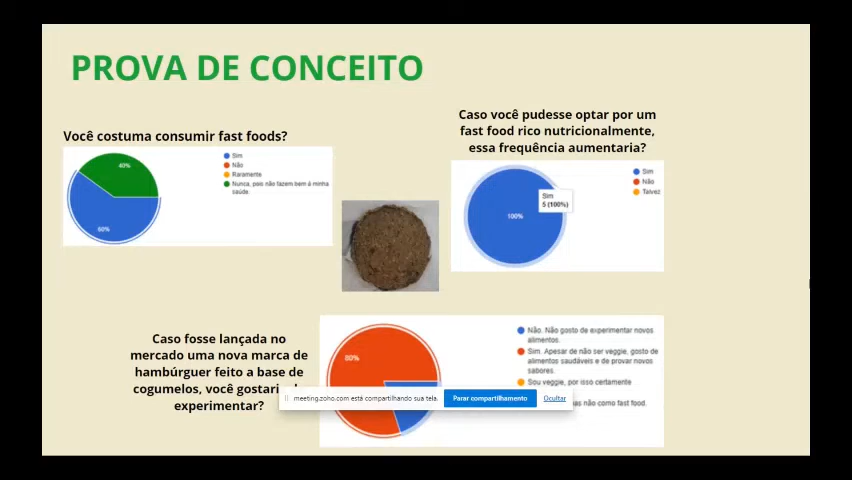 PROVA DE CONCEITO
Você costuma consumir fast foods?
40%
60%
Sim
Não
Raramente
Nunca, pois não fazem bem à minha
saúde.
Caso você pudesse optar por um
fast food rico nutricionalmente,
essa frequência aumentaria?
100%
Sim
5 (100%)
Sim
Não
Talvez
Caso fosse lançada no
mercado uma nova marca de
hambúrguer feito a base de
cogumelos, você gostari
experimentar?
80%
Não. Não gosto de experimentar novos
alimentos.
Sim. Apesar de não ser veggie, gosto de
alimentos saudáveis e de provar novos
sabores.
Sou veggie, por isso certamente
mas não como fast food.
meeting.zoho.com está compartilhando sua tela.
Parar compartilhamento
Ocultar